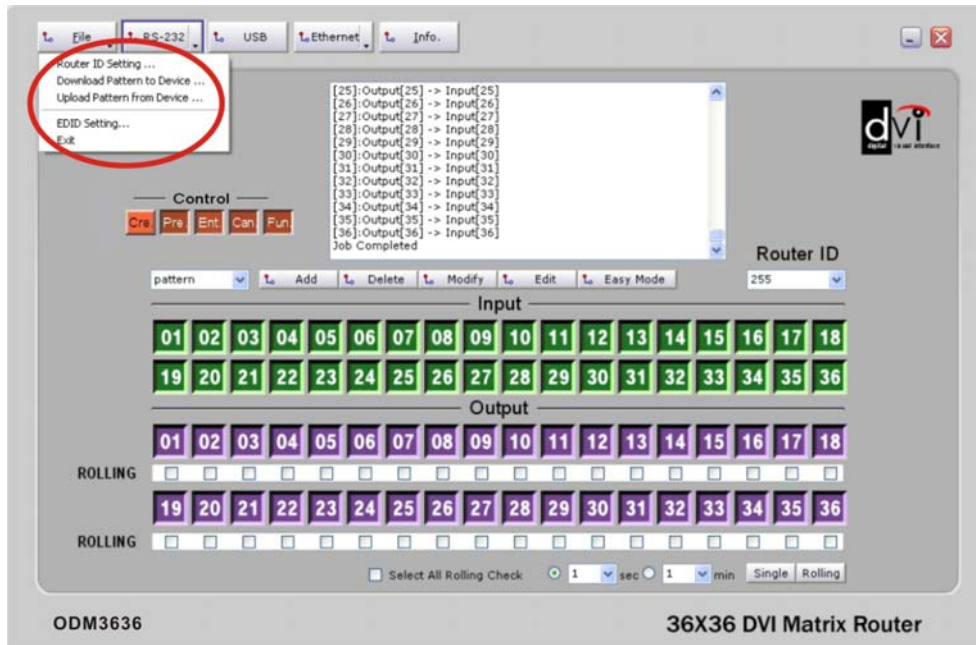 File RS-232 USB Ethernet Info.
Router ID Setting ...
Download Pattern to Device ...
Upload Pattern from Device ...
EDID Setting...
Exit
[25]:Output[25] -> Input[25]
[26]:Output[26] -> Input[26]
[27]:Output[27] -> Input[27]
[28]:Output[28] -> Input[28]
[29]:Output[29] -> Input[29]
[30]:Output[30] -> Input[30]
[31]:Output[31] -> Input[31]
[32]:Output[32] -> Input[32]
[33]:Output[33] -> Input[33]
[34]:Output[34] -> Input[34]
[35]:Output[35] -> Input[35]
[36]:Output[36] -> Input[36]
Job Completed
dvi
digital visual interface
Control
Cre. Pre. Ent. Can. Fun.
Router ID
pattern Add Delete Modify Edit Easy Mode 255
Input
01 02 03 04 05 06 07 08 09 10 11 12 13 14 15 16 17 18
19 20 21 22 23 24 25 26 27 28 29 30 31 32 33 34 35 36
Output
01 02 03 04 05 06 07 08 09 10 11 12 13 14 15 16 17 18
ROLLING
19 20 21 22 23 24 25 26 27 28 29 30 31 32 33 34 35 36
ROLLING
Select All Rolling Check 1 sec 1 min Single Rolling
ODM3636 36X36 DVI Matrix Router